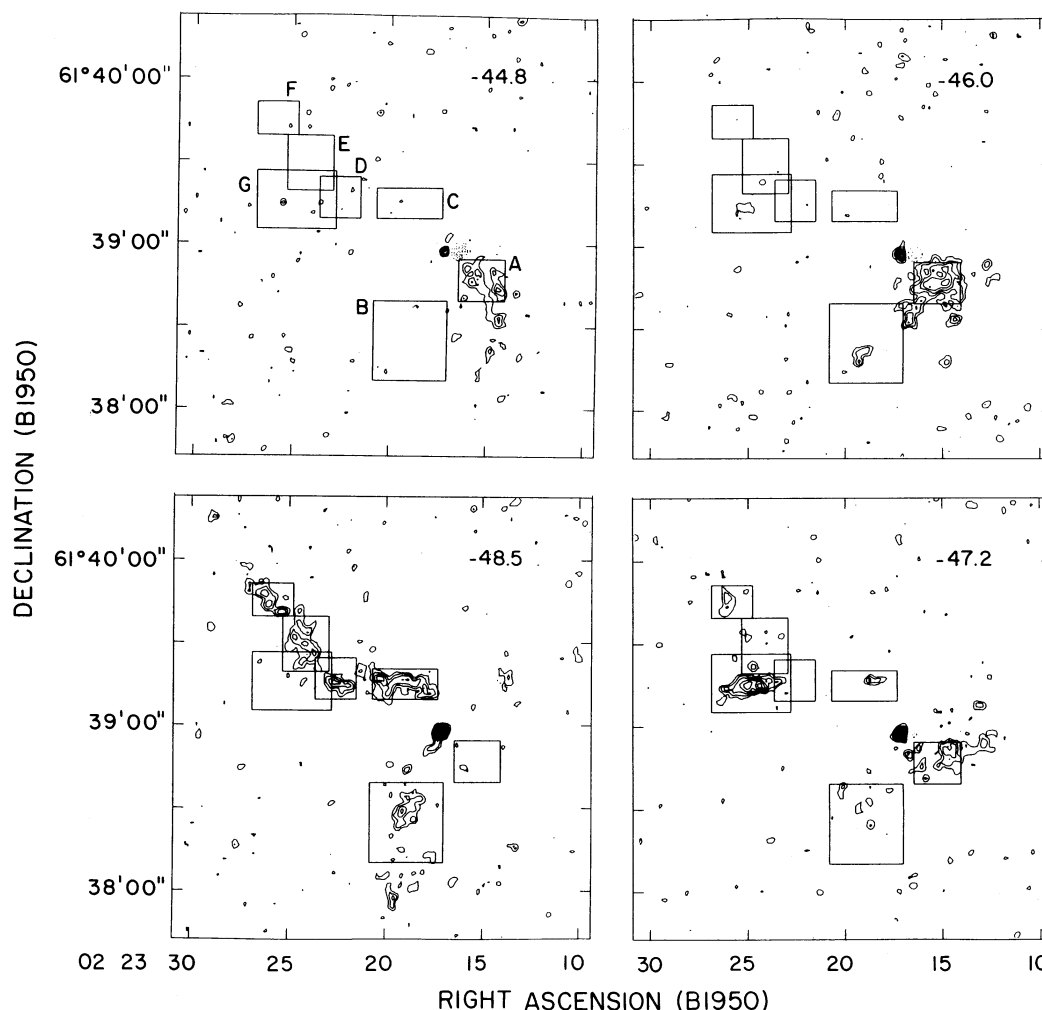 61°40'00"
-44.8
-46.0
F
E
D
G
C
39'00"
A
B
38'00"
DECLINATION (B1950)
61°40'00"
-48.5
-47.2
39'00"
38'00"
02 23 30 25 20 15 10 30 25 20 15
RIGHT ASCENSION (B1950)